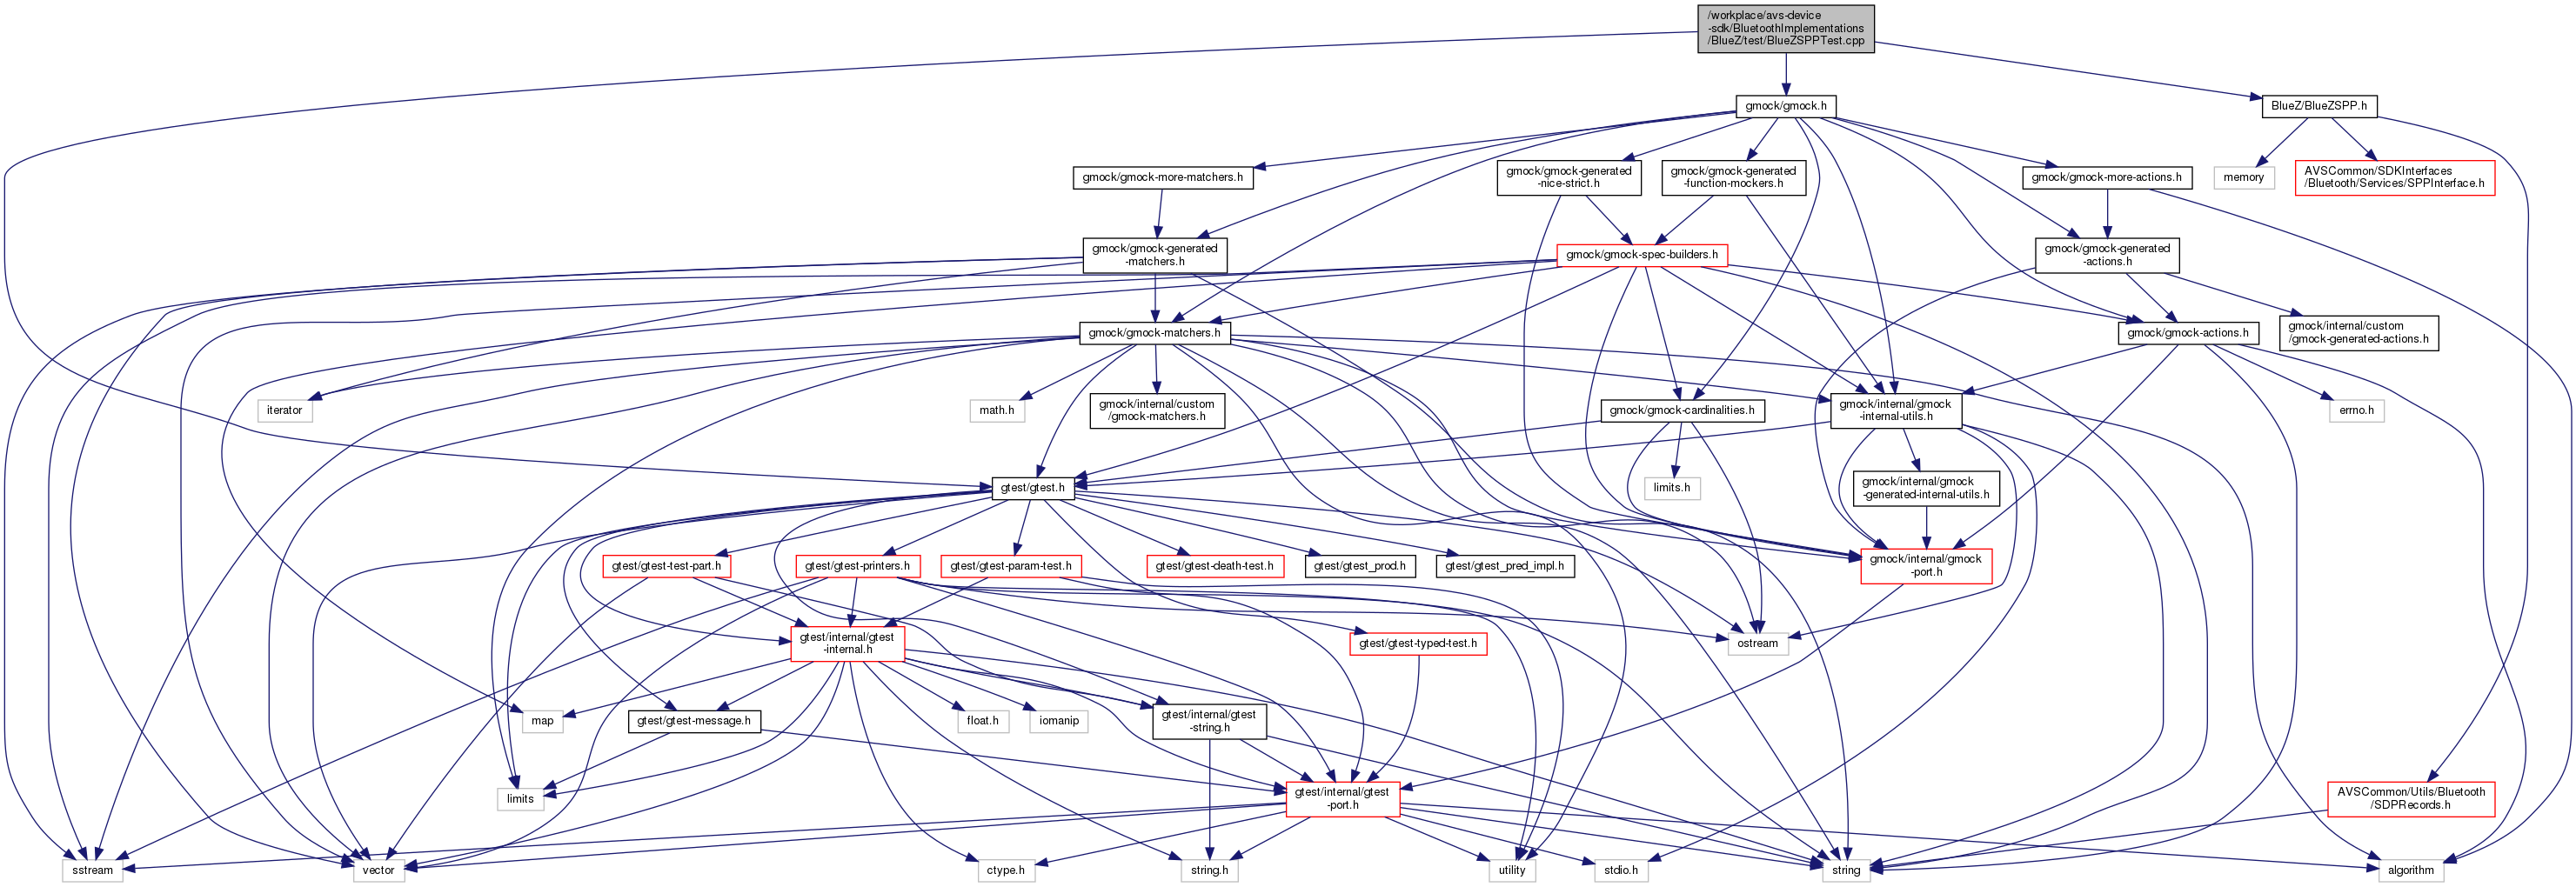 /workplace/avs-device
-sdk/BluetoothImplementations
/BlueZ/test/BlueZSPPTest.cpp
gmock/gmock.h
BlueZ/BlueZSPP.h
gmock/gmock-more-matchers.h
gmock/gmock-generated
-nice-strict.h
gmock/gmock-generated
-function-mockers.h
gmock/gmock-more-actions.h
memory
AVSCommon/SDKInterfaces
/Bluetooth/Services/SPPInterface.h
gmock/gmock-generated
-matchers.h
gmock/gmock-spec-builders.h
gmock/gmock-generated
-actions.h
gmock/gmock-matchers.h
gmock/gmock-actions.h
gmock/internal/custom
/gmock-generated-actions.h
iterator
math.h
gmock/internal/custom
/gmock-matchers.h
gmock/gmock-cardinalities.h
gmock/internal/gmock
-internal-utils.h
errno.h
gtest/gtest.h
limits.h
gmock/internal/gmock
-generated-internal-utils.h
gtest/gtest-test-part.h
gtest/gtest-printers.h
gtest/gtest-param-test.h
gtest/gtest-death-test.h
gtest/gtest_prod.h
gtest/gtest_pred_impl.h
gmock/internal/gmock
-port.h
gtest/internal/gtest
-internal.h
gtest/gtest-typed-test.h
ostream
map
gtest/gtest-message.h
float.h
iomanip
gtest/internal/gtest
-string.h
limits
gtest/internal/gtest
-port.h
AVSCommon/Utils/Bluetooth
/SDPRecords.h
sstream
vector
ctype.h
string.h
utility
stdio.h
string
algorithm